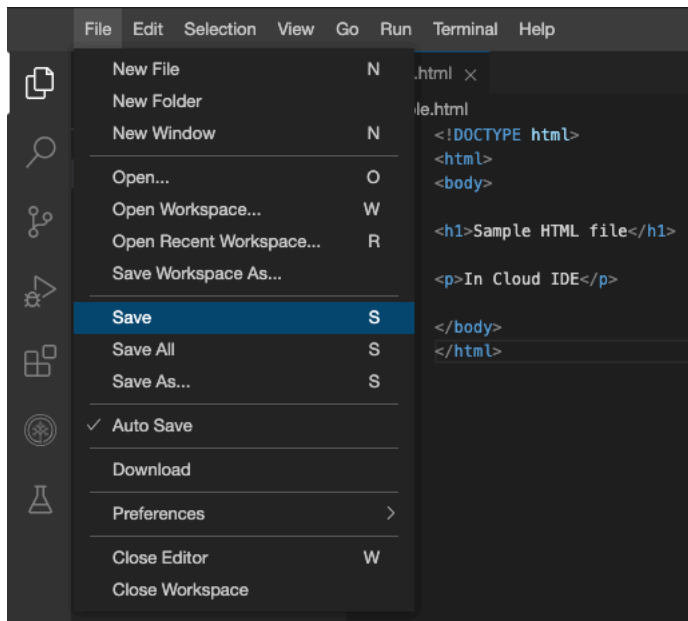 File Edit Selection View Go Run Terminal Help
New File N
New Folder
New Window N
Open... O
Open Workspace... W
Open Recent Workspace... R
Save Workspace As...
Save S
Save All S
Save As... S
Auto Save
Download
Preferences
Close Editor W
Close Workspace
.html
le.html
<!DOCTYPE html>
<html>
<body>
<h1>Sample HTML file</h1>
<p>In Cloud IDE</p>
</body>
</html>